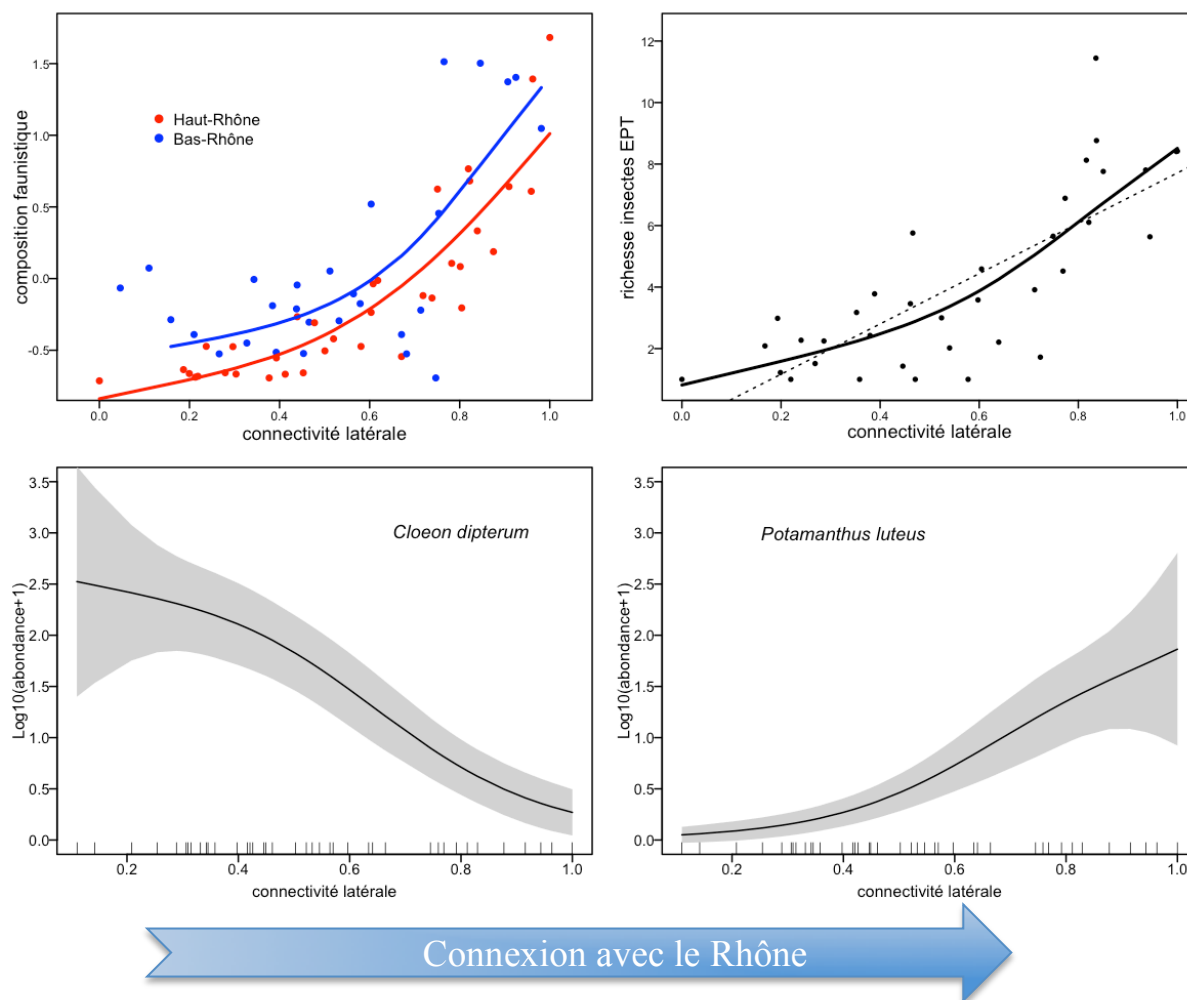 composition faunistique
1.5
1.0
0.5
0.0
-0.5
Haut-Rhône
Bas-Rhône
0.0 0.2 0.4 0.6 0.8 1.0
connectivité latérale
richesse insectes EPT
12
10
8
6
4
2
0.0 0.2 0.4 0.6 0.8 1.0
connectivité latérale
Log10(abondance+1)
3.5
3.0
2.5
2.0
1.5
1.0
0.5
0.0
Cloeon dipterum
0.2 0.4 0.6 0.8 1.0
connectivité latérale
Log10(abondance+1)
3.5
3.0
2.5
2.0
1.5
1.0
0.5
0.0
Potamanthus luteus
0.2 0.4 0.6 0.8 1.0
connectivité latérale
Connexion avec le Rhône